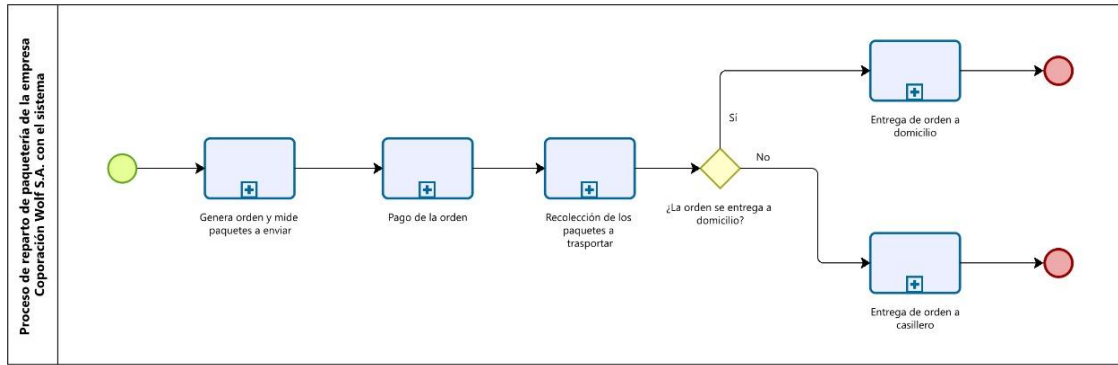 Proceso de reparto de paquetería de la empresa
Coporación Wolf S.A. con el sistema
Genera orden y mide
paquetes a enviar
Pago de la orden
Recolección de los
paquetes a
trasportar
¿La orden se entrega a
domicilio?
Sí
No
Entrega de orden a
domicilio
Entrega de orden a
casillero